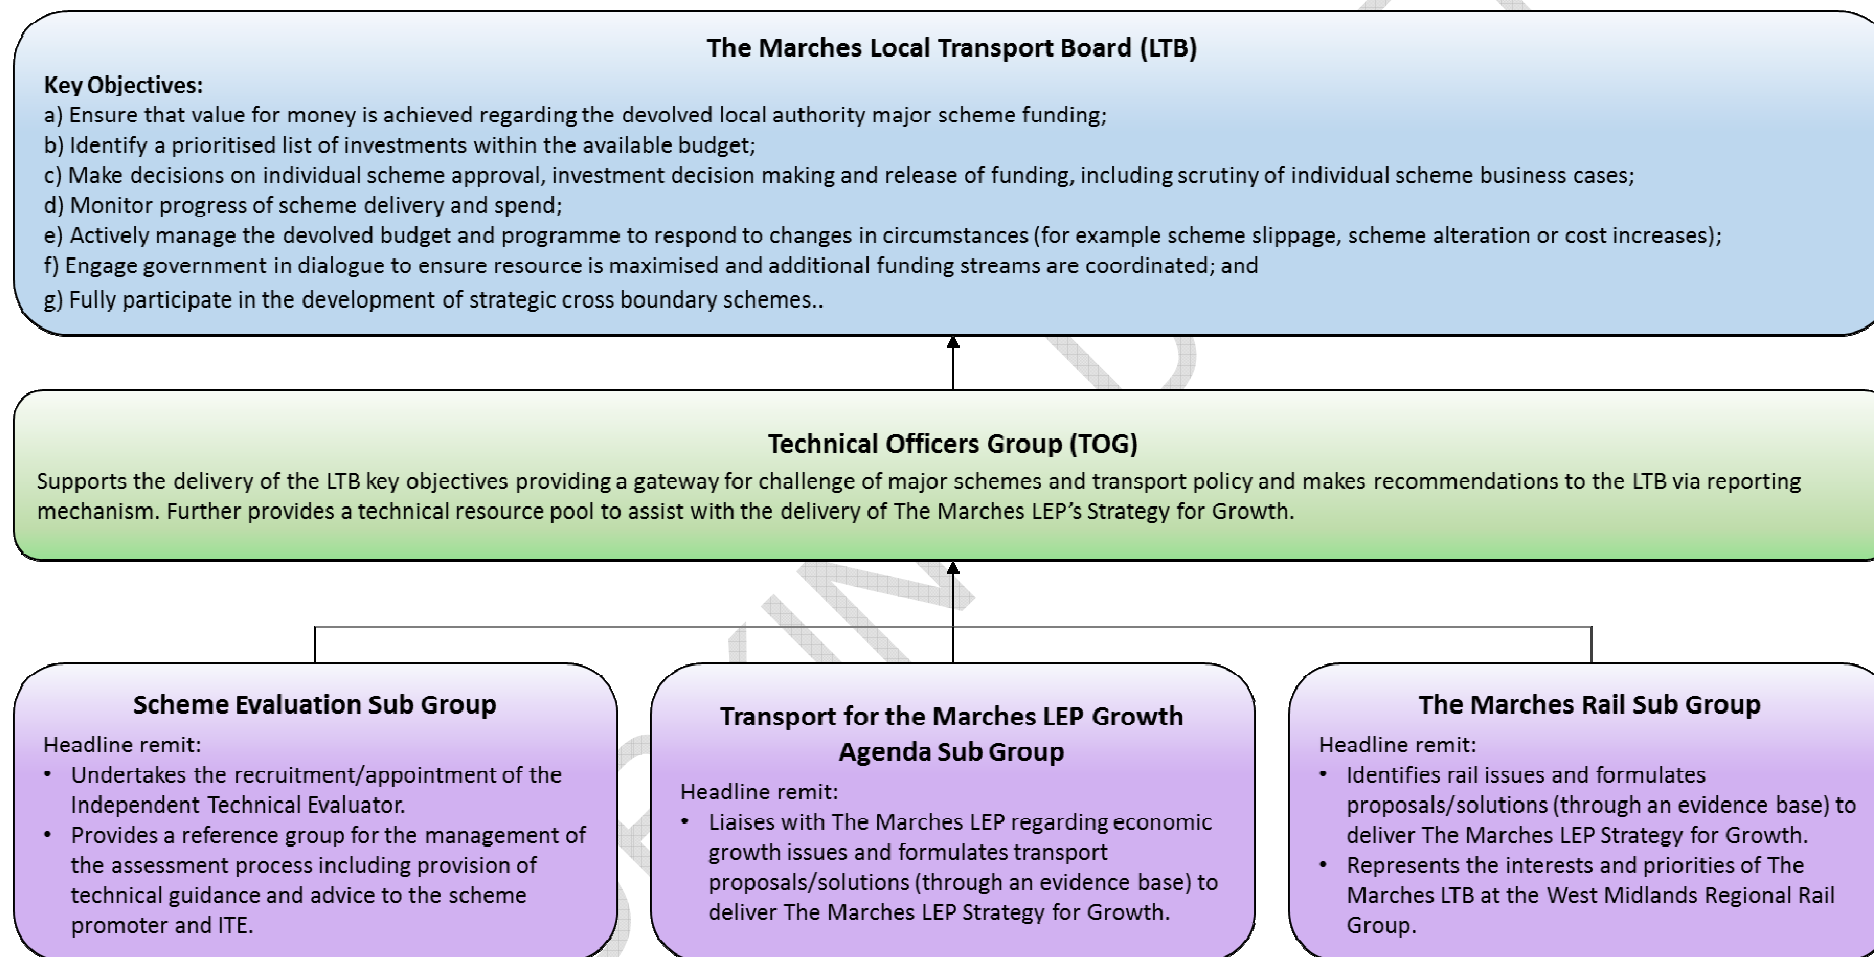 The Marches Local Transport Board (LTB)
Key Objectives:
a) Ensure that value for money is achieved regarding the devolved local authority major scheme funding;
b) Identify a prioritised list of investments within the available budget;
c) Make decisions on individual scheme approval, investment decision making and release of funding, including scrutiny of individual scheme business cases;
d) Monitor progress of scheme delivery and spend;
e) Actively manage the devolved budget and programme to respond to changes in circumstances (for example scheme slippage, scheme alteration or cost increases);
f) Engage government in dialogue to ensure resource is maximised and additional funding streams are coordinated; and
g) Fully participate in the development of strategic cross boundary schemes..
Technical Officers Group (TOG)
Supports the delivery of the LTB key objectives providing a gateway for challenge of major schemes and transport policy and makes recommendations to the LTB via reporting
mechanism. Further provides a technical resource pool to assist with the delivery of The Marches LEP’s Strategy for Growth.
Scheme Evaluation Sub Group
Headline remit:
• Undertakes the recruitment/appointment of the
Independent Technical Evaluator.
• Provides a reference group for the management of
the assessment process including provision of
technical guidance and advice to the scheme
promoter and ITE.
Transport for the Marches LEP Growth
Agenda Sub Group
Headline remit:
• Liaises with The Marches LEP regarding economic
growth issues and formulates transport
proposals/solutions (through an evidence base) to
deliver The Marches LEP Strategy for Growth.
The Marches Rail Sub Group
Headline remit:
• Identifies rail issues and formulates
proposals/solutions (through an evidence base) to
deliver The Marches LEP Strategy for Growth.
• Represents the interests and priorities of The
Marches LTB at the West Midlands Regional Rail
Group.